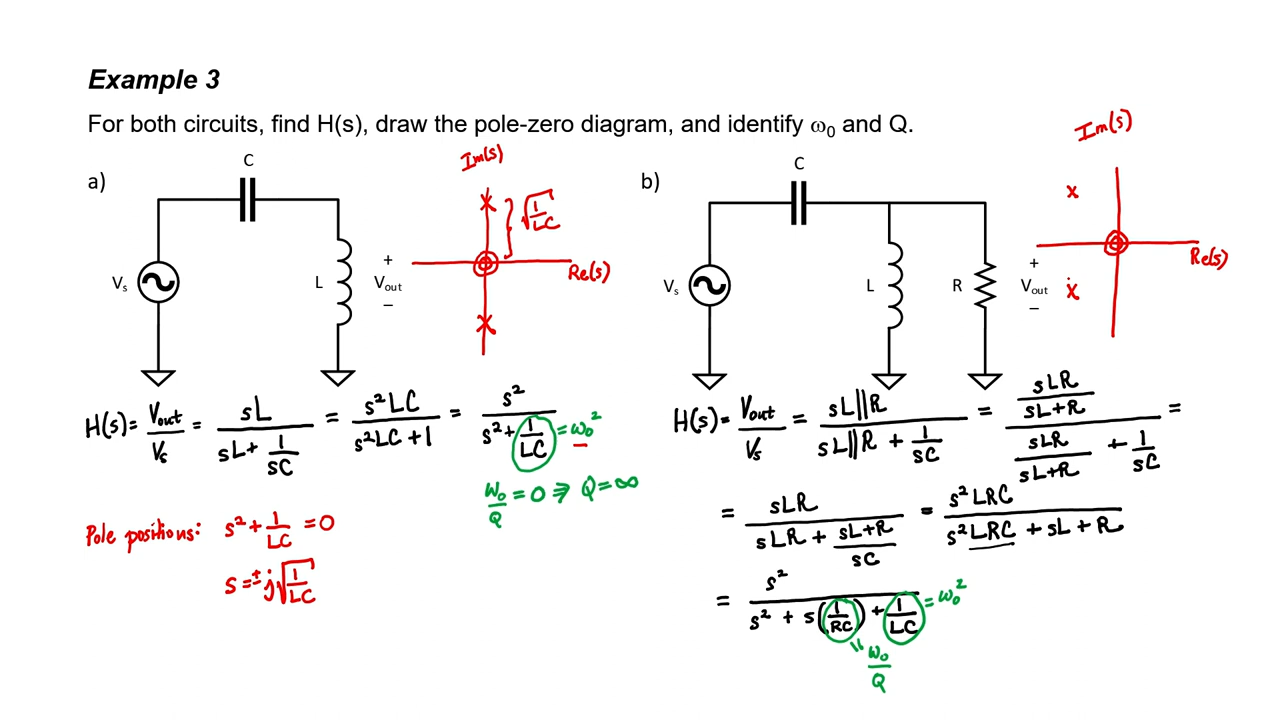 Example 3
For both circuits, find H(s), draw the pole-zero diagram, and identify ω₀ and Q.
a)
C
Vₛ
L
+
Vout
−
Im(s)
√(1/LC)
Re(s)
H(s) = Vout/Vₛ = sL/(sL + 1/sC) = s²LC/(s²LC + 1) = s²/(s² + 1/LC) = ω₀²
ω₀/Q = 0 ⇒ Q = ∞
Pole positions: s² + 1/LC = 0
s = ± j√(1/LC)
b)
C
Vₛ
L
R
+
Vout
−
Im(s)
Re(s)
H(s) = Vout/Vₛ = sL||R/(sL||R + 1/sC) = (sLR/(sL+R))/(sLR/(sL+R) + 1/sC) =
= sLR/(sLR + (sL+R)/sC) = s²LRC/(s²LRC + sL + R)
= s²/(s² + s(1/RC) + 1/LC) = ω₀²
= ω₀/Q